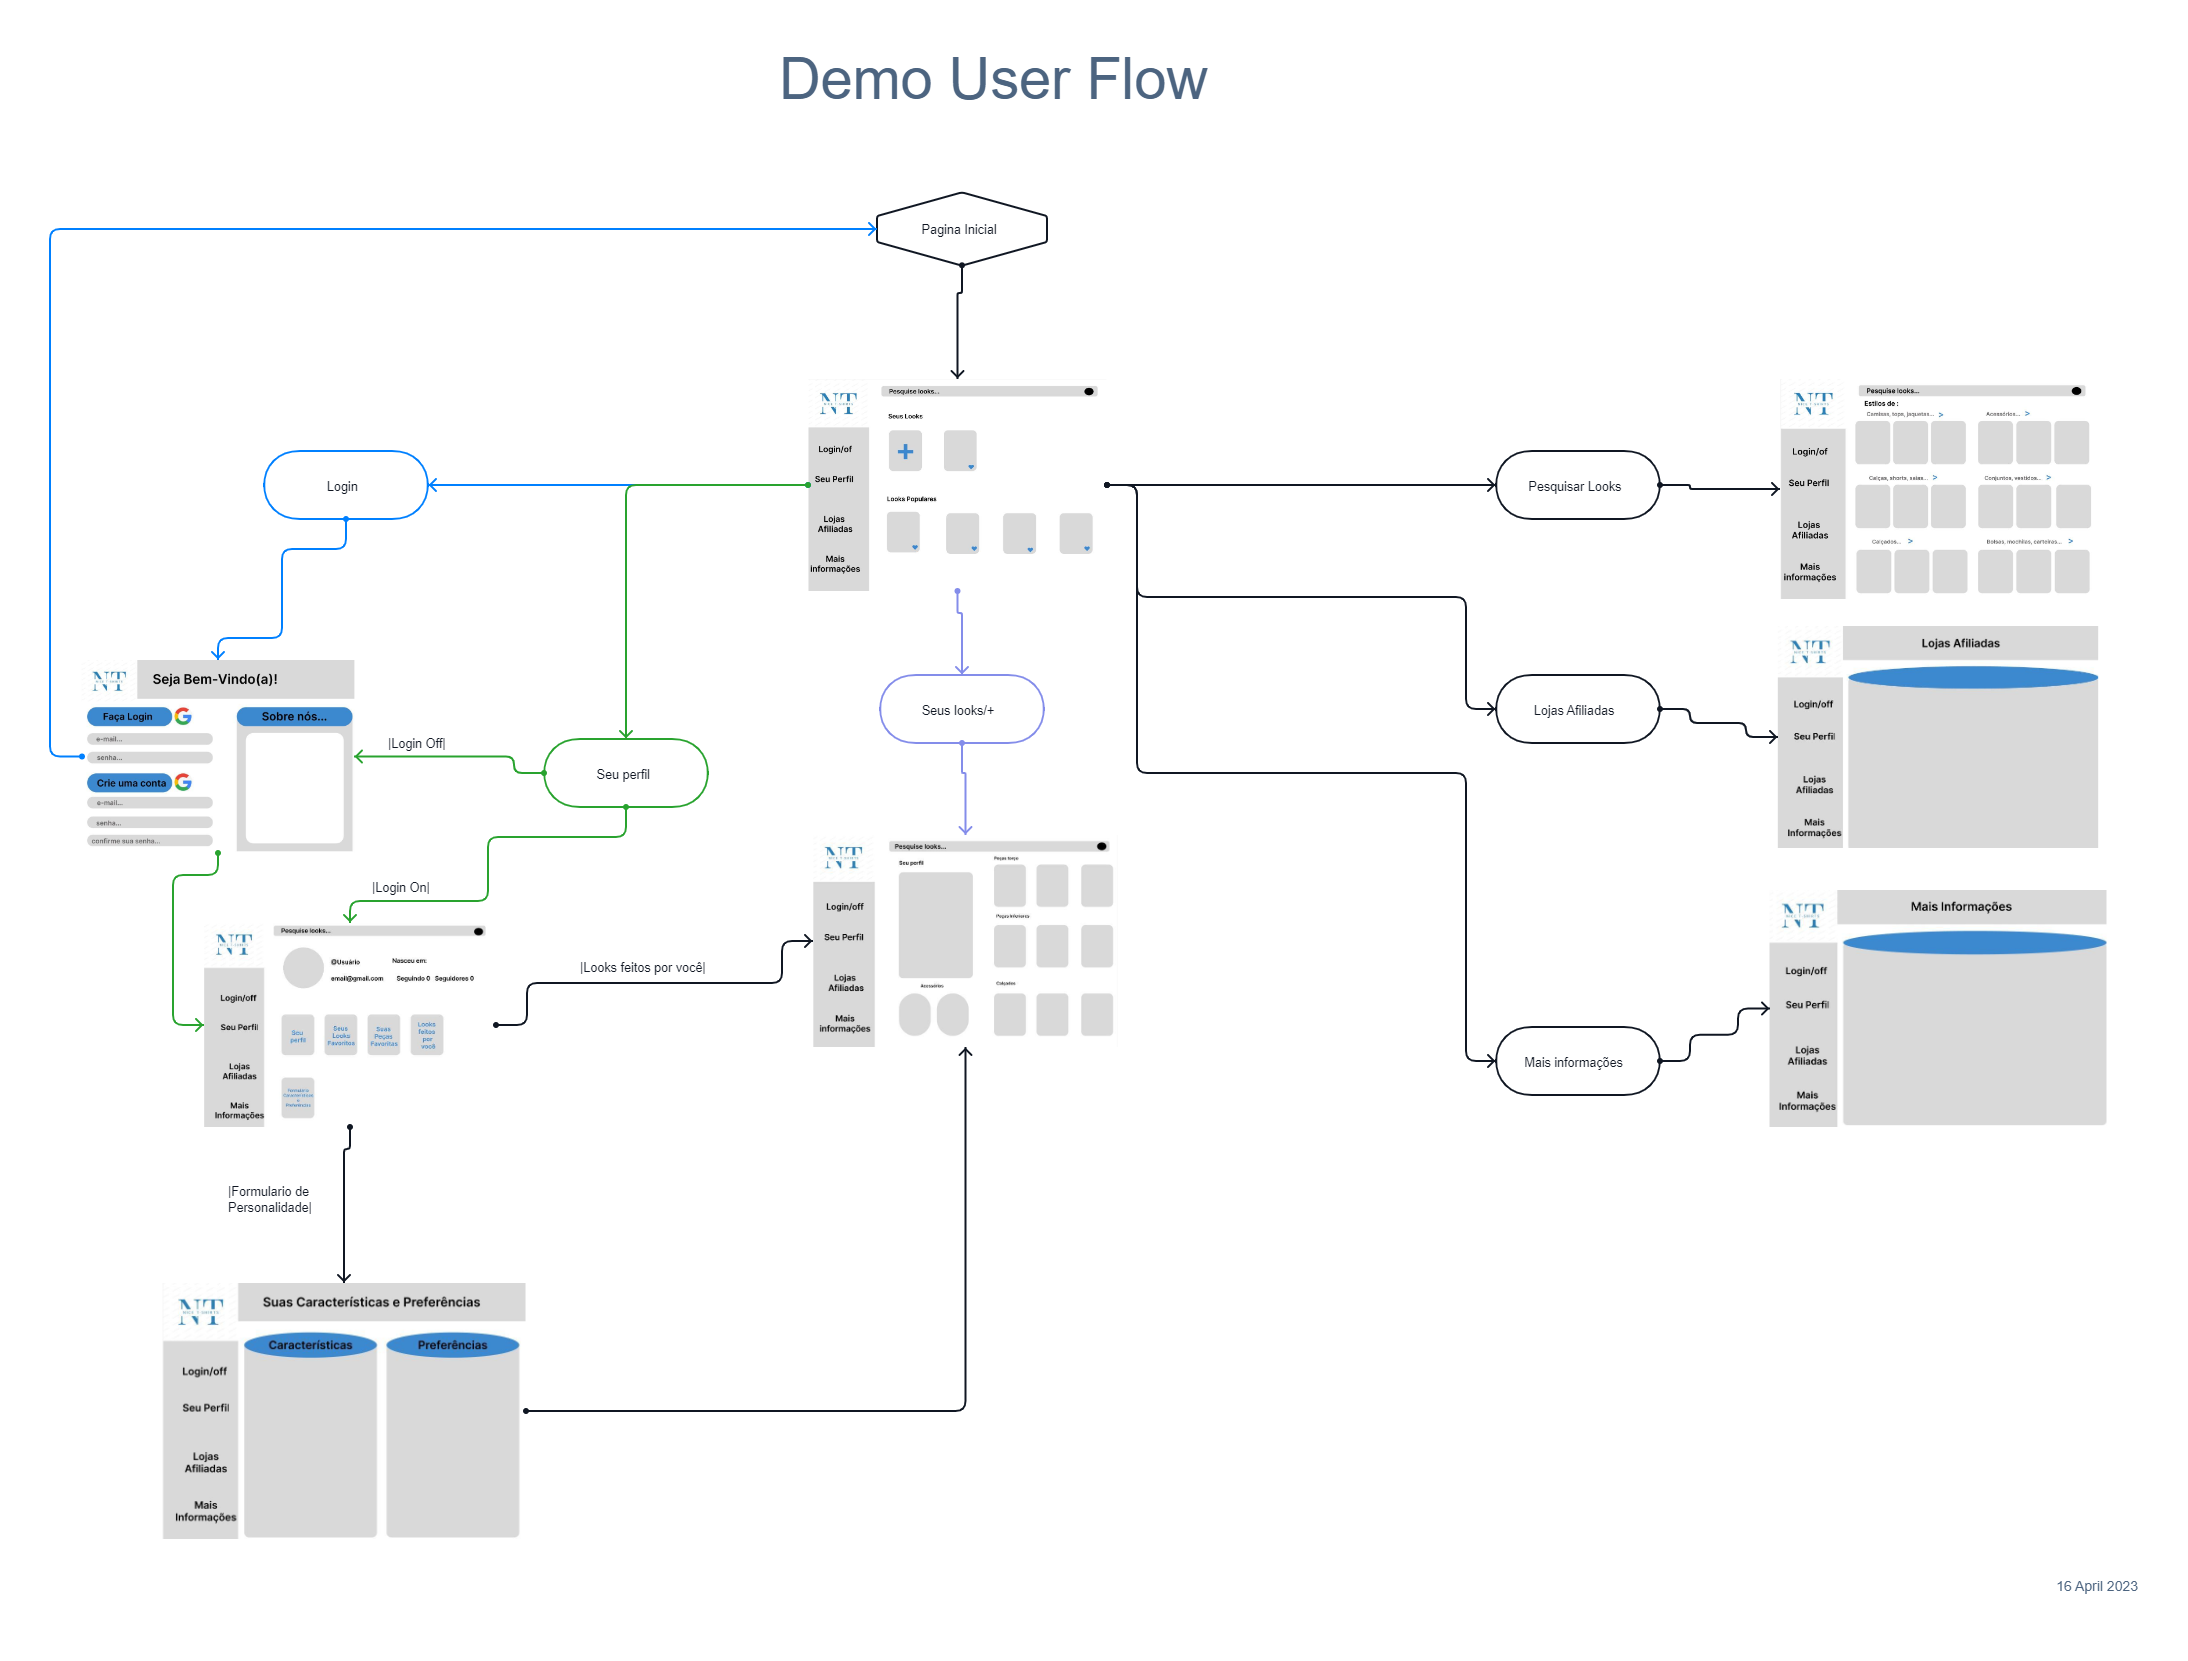 Demo User Flow
Pagina Inicial
NT
Pesquise looks...
Seus Looks
Login/of
Seu Perfil
Looks Populares
Lojas
Afiliadas
Mais
informações
Login
Pesquisar Looks
NT
Pesquise looks...
Estilos de :
Camisas, tops, jaquetas... >
Acessórios... >
Login/of
Calças, shorts, saias... >
Conjuntos, vestidos... >
Seu Perfil
Lojas
Afiliadas
Calçados... >
Bolsas, mochilas, carteiras... >
Mais
informações
NT
Seja Bem-Vindo(a)!
Faça Login
Sobre nós...
e-mail...
senha...
Crie uma conta
e-mail...
senha...
confirme sua senha...
|Login Off|
Seu perfil
Seus looks/+
Lojas Afiliadas
NT
Lojas Afiliadas
Login/off
Seu Perfil
Lojas
Afiliadas
Mais
Informações
|Login On|
NT
Pesquise looks...
@Usuário
Nasceu em:
email@gmail.com
Seguindo 0
Seguidores 0
Login/off
Seu Perfil
Lojas
Afiliadas
Mais
Informações
Seu
perfil
Seus
Looks
Favoritos
Suas
Peças
Favoritas
Looks
feitos
por
você
Formulario
Características
e
Preferências
|Looks feitos por você|
NT
Pesquise looks...
Seu perfil
Peças torço
Login/off
Peças Inferiores
Seu Perfil
Lojas
Afiliadas
Acessórios
Calçados
Mais
informações
Mais informações
NT
Mais Informações
Login/off
Seu Perfil
Lojas
Afiliadas
Mais
Informações
|Formulario de
Personalidade|
NT
Suas Características e Preferências
Características
Preferências
Login/off
Seu Perfil
Lojas
Afiliadas
Mais
Informações
16 April 2023